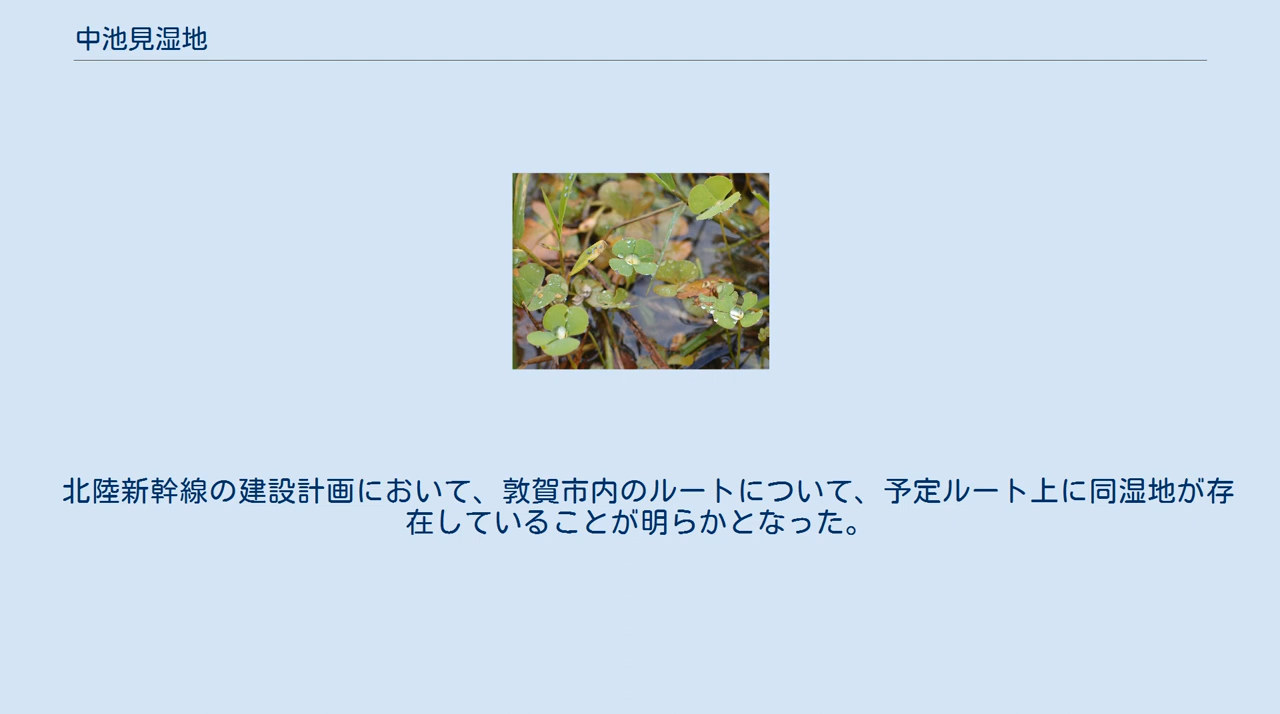 中池見湿地
北陸新幹線の建設計画において、敦賀市内のルートについて、予定ルート上に同湿地が存
在していることが明らかとなった。